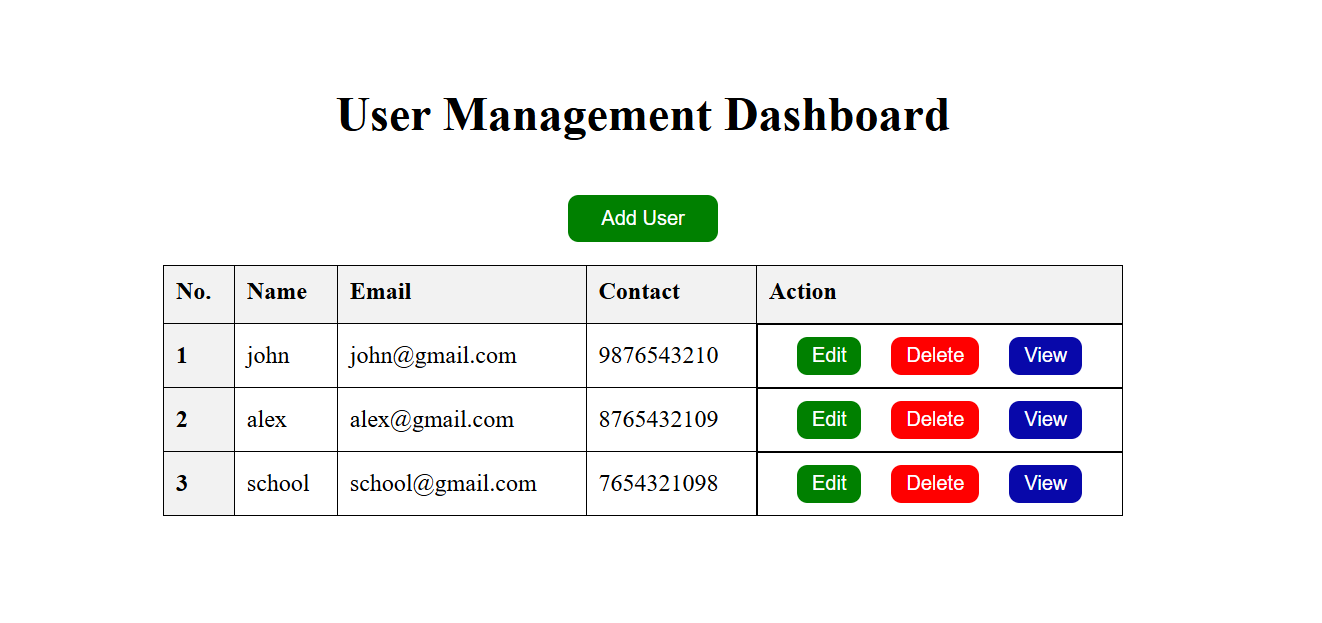 User Management Dashboard
Add User
No. Name Email Contact Action
1 john john@gmail.com 9876543210 Edit Delete View
2 alex alex@gmail.com 8765432109 Edit Delete View
3 school school@gmail.com 7654321098 Edit Delete View